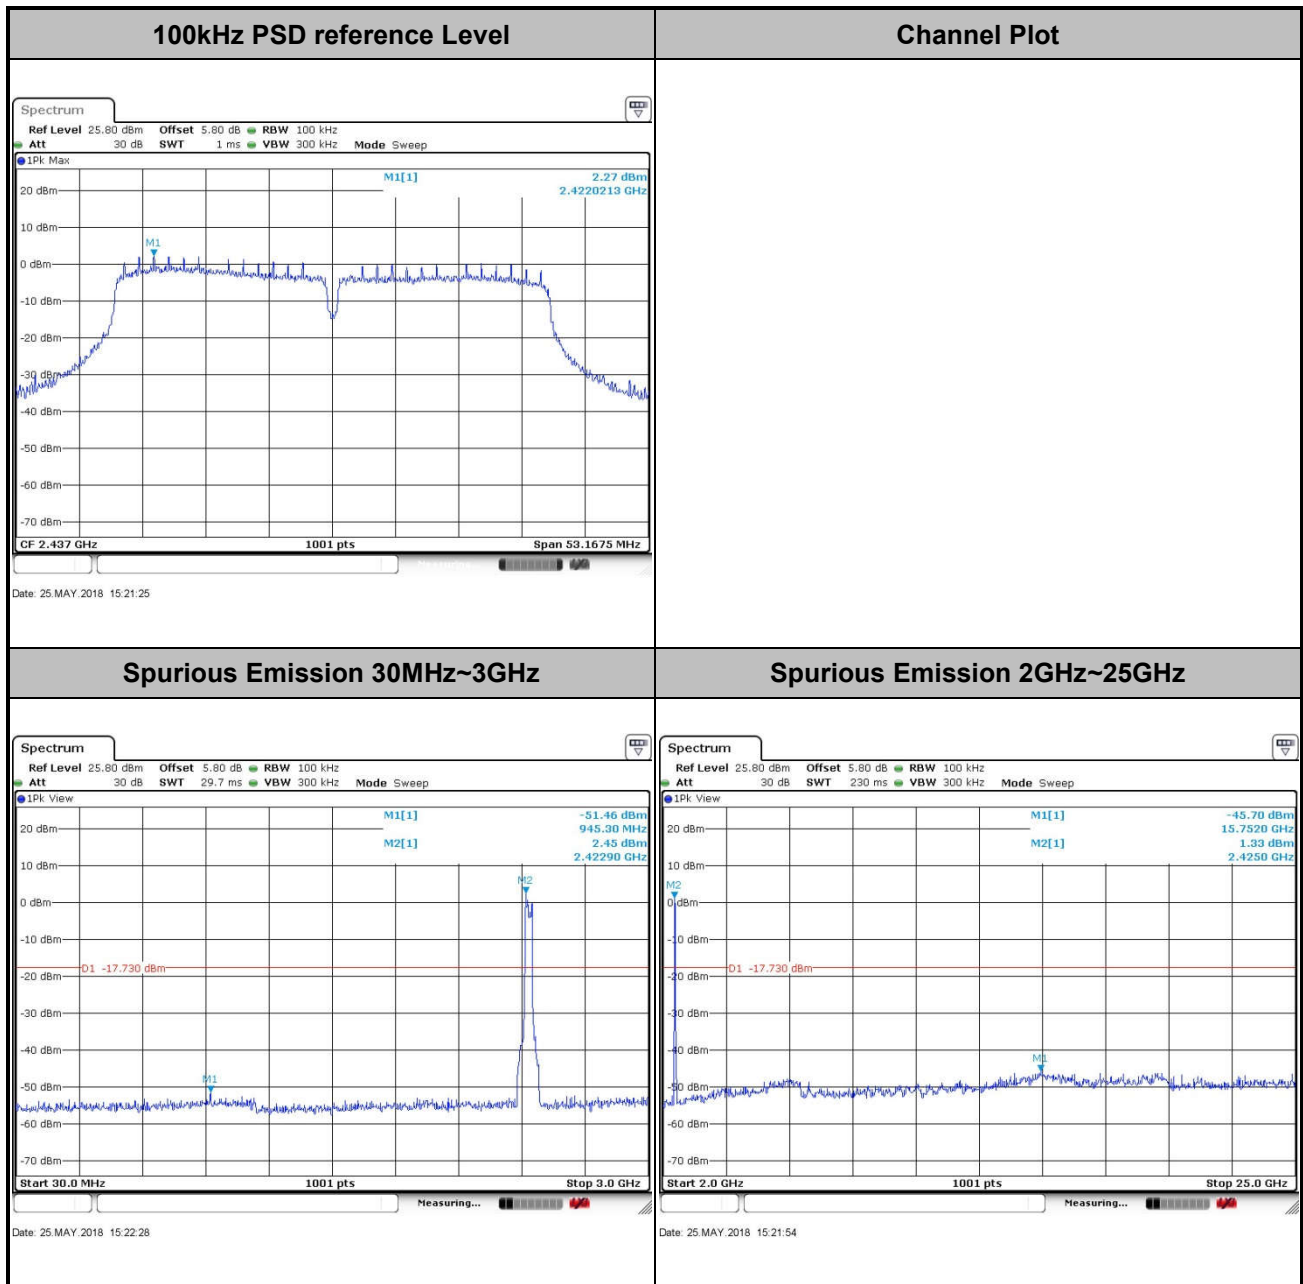 100kHz PSD reference Level
Channel Plot
Spectrum
Ref Level 25.80 dBm Offset 5.80 dB RBW 100 kHz
Att 30 dB SWT 1 ms VBW 300 kHz Mode Sweep
1Pk Max
M1[1] 2.27 dBm
2.4220213 GHz
20 dBm
10 dBm
M1
0 dBm
-10 dBm
-20 dBm
-30 dBm
-40 dBm
-50 dBm
-60 dBm
-70 dBm
CF 2.437 GHz 1001 pts Span 53.1675 MHz
Measuring...
Date: 25.MAY.2018 15:21:25
Spurious Emission 30MHz~3GHz
Spurious Emission 2GHz~25GHz
Spectrum
Ref Level 25.80 dBm Offset 5.80 dB RBW 100 kHz
Att 30 dB SWT 29.7 ms VBW 300 kHz Mode Sweep
1Pk View
M1[1] -51.46 dBm
945.30 MHz
M2[1] 2.45 dBm
2.42290 GHz
20 dBm
10 dBm
M2
0 dBm
-10 dBm
D1 -17.730 dBm
-20 dBm
-30 dBm
-40 dBm
M1
-50 dBm
-60 dBm
-70 dBm
Start 30.0 MHz 1001 pts Stop 3.0 GHz
Measuring...
Date: 25.MAY.2018 15:22:28
Spectrum
Ref Level 25.80 dBm Offset 5.80 dB RBW 100 kHz
Att 30 dB SWT 230 ms VBW 300 kHz Mode Sweep
1Pk View
M1[1] -45.70 dBm
15.7520 GHz
M2[1] 1.33 dBm
2.4250 GHz
20 dBm
10 dBm
M2
0 dBm
-10 dBm
D1 -17.730 dBm
-20 dBm
-30 dBm
-40 dBm
M1
-50 dBm
-60 dBm
-70 dBm
Start 2.0 GHz 1001 pts Stop 25.0 GHz
Measuring...
Date: 25.MAY.2018 15:21:54